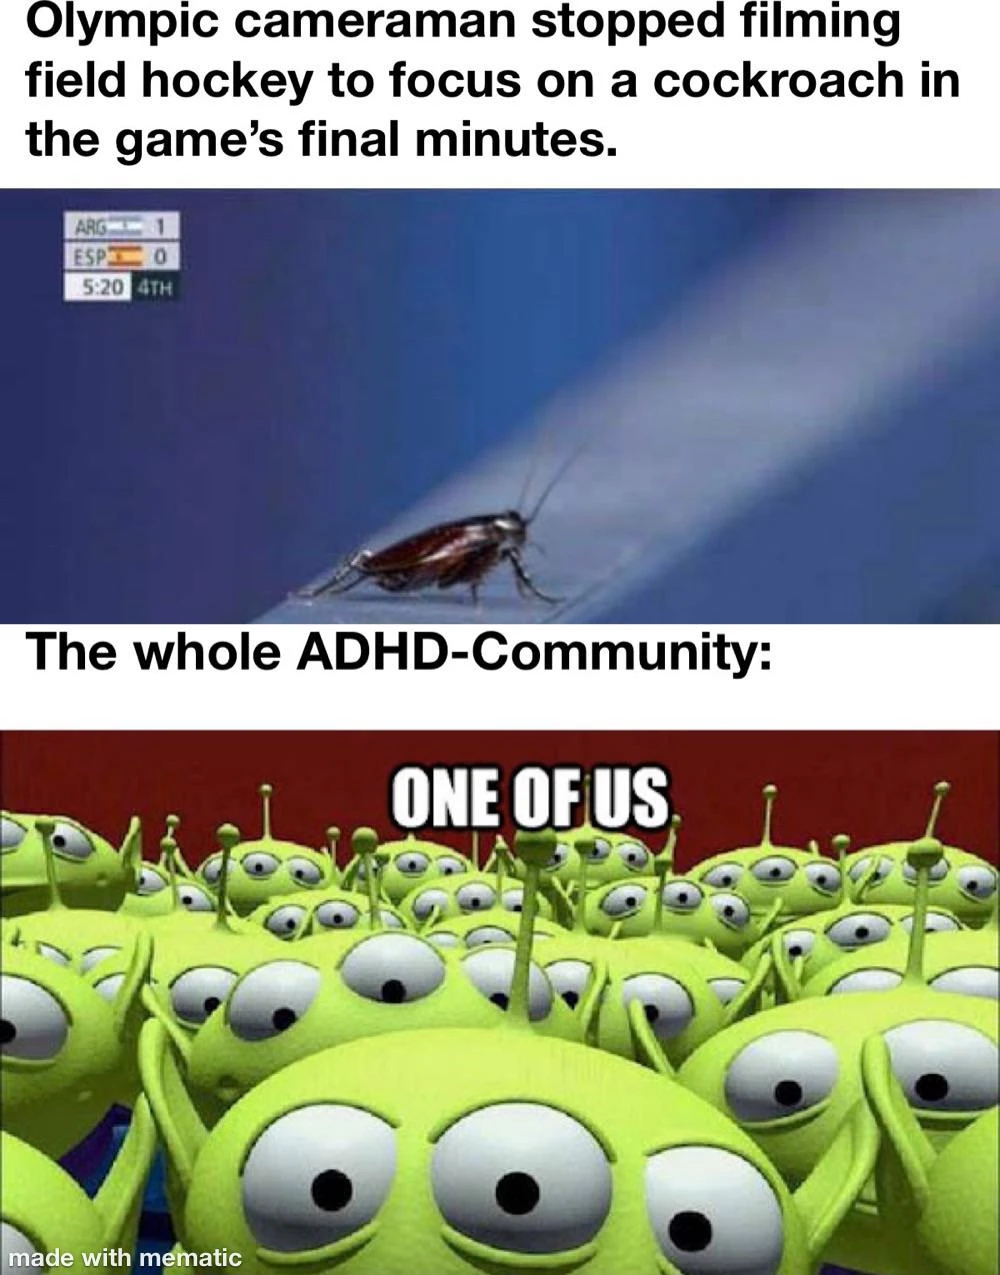 Olympic cameraman stopped filming
field hockey to focus on a cockroach in
the game’s final minutes.
ARG 1
ESP 0
5:20 4TH
The whole ADHD-Community:
ONE OF US
made with mematic